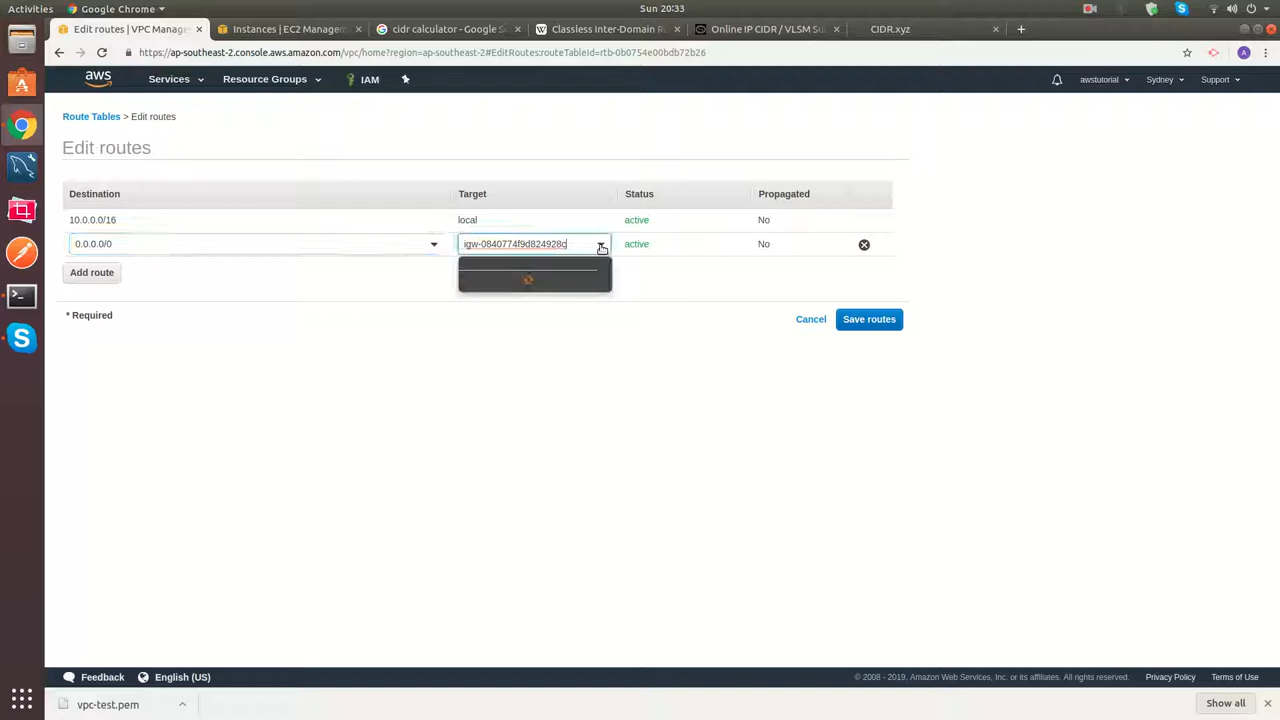 Activities Google Chrome Sun 20:33
Edit routes | VPC Manage Instances | EC2 Managem cidr calculator - Google S Classless Inter-Domain R Online IP CIDR / VLSM Su CIDR.xyz
https://ap-southeast-2.console.aws.amazon.com/vpc/home?region=ap-southeast-2#EditRoutes:routeTableId=rtb-0b0754e00bdb72b26 A
aws Services Resource Groups IAM awstutorial Sydney Support
Route Tables > Edit routes
Edit routes
Destination Target Status Propagated
10.0.0.0/16 local active No
0.0.0.0/0 igw-0840774f9d824928c active No
Add route
* Required Cancel Save routes
Feedback English (US) © 2008 - 2019, Amazon Web Services, Inc. or its affiliates. All rights reserved. Privacy Policy Terms of Use
vpc-test.pem Show all